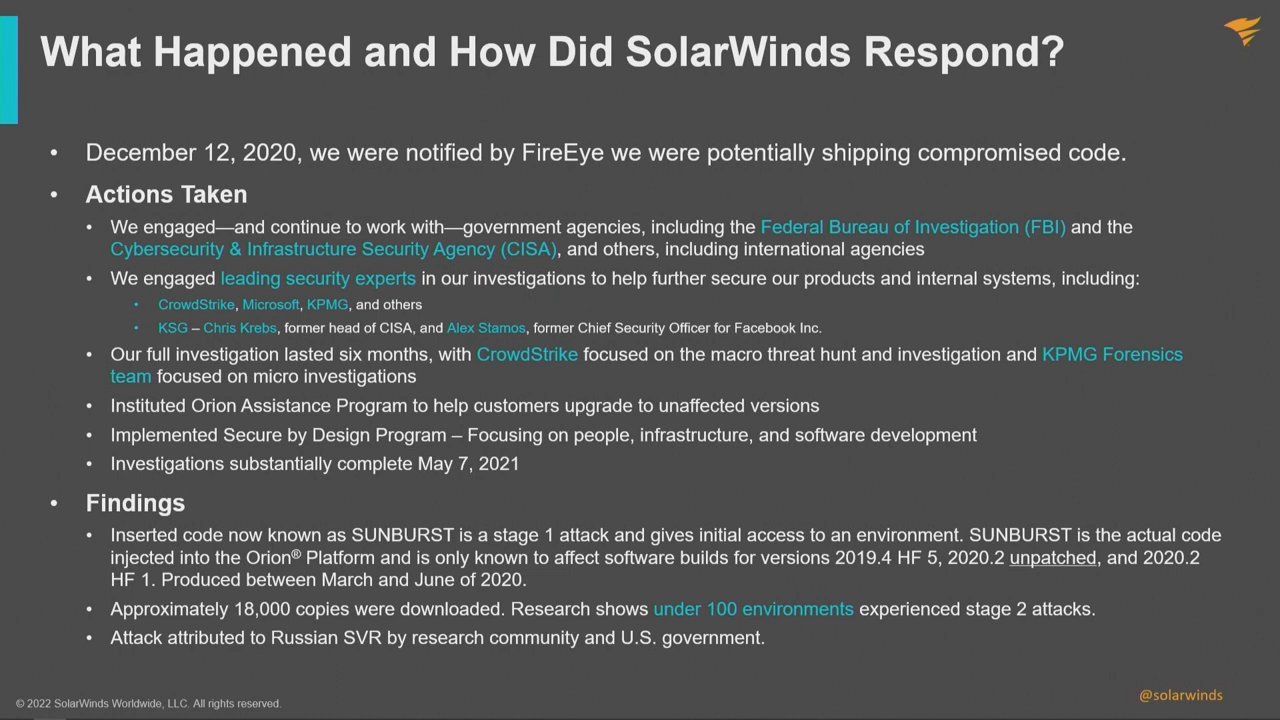 What Happened and How Did SolarWinds Respond?
• December 12, 2020, we were notified by FireEye we were potentially shipping compromised code.
• Actions Taken
• We engaged—and continue to work with—government agencies, including the Federal Bureau of Investigation (FBI) and the
Cybersecurity & Infrastructure Security Agency (CISA), and others, including international agencies
• We engaged leading security experts in our investigations to help further secure our products and internal systems, including:
• CrowdStrike, Microsoft, KPMG, and others
• KSG – Chris Krebs, former head of CISA, and Alex Stamos, former Chief Security Officer for Facebook Inc.
• Our full investigation lasted six months, with CrowdStrike focused on the macro threat hunt and investigation and KPMG Forensics
team focused on micro investigations
• Instituted Orion Assistance Program to help customers upgrade to unaffected versions
• Implemented Secure by Design Program – Focusing on people, infrastructure, and software development
• Investigations substantially complete May 7, 2021
• Findings
• Inserted code now known as SUNBURST is a stage 1 attack and gives initial access to an environment. SUNBURST is the actual code
injected into the Orion® Platform and is only known to affect software builds for versions 2019.4 HF 5, 2020.2 unpatched, and 2020.2
HF 1. Produced between March and June of 2020.
• Approximately 18,000 copies were downloaded. Research shows under 100 environments experienced stage 2 attacks.
• Attack attributed to Russian SVR by research community and U.S. government.
© 2022 SolarWinds Worldwide, LLC. All rights reserved.
@solarwinds